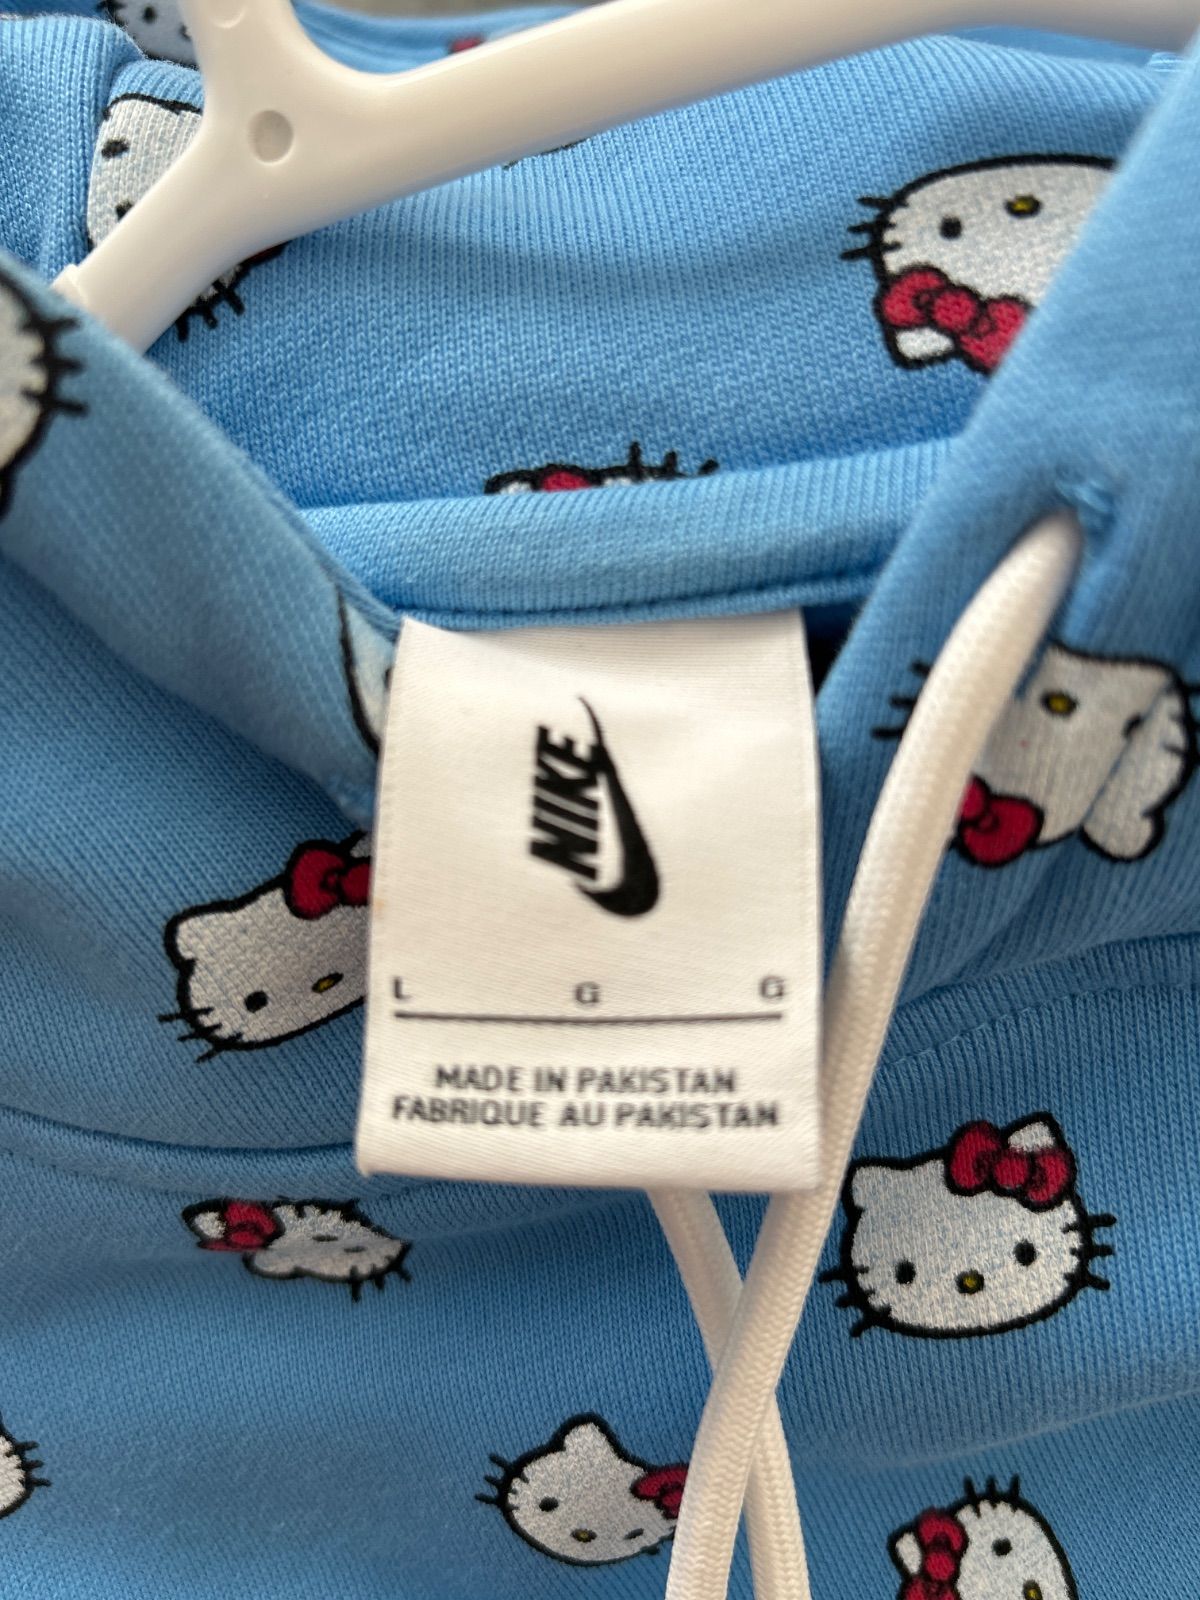 NIKE
L G G
MADE IN PAKISTAN
FABRIQUE AU PAKISTAN